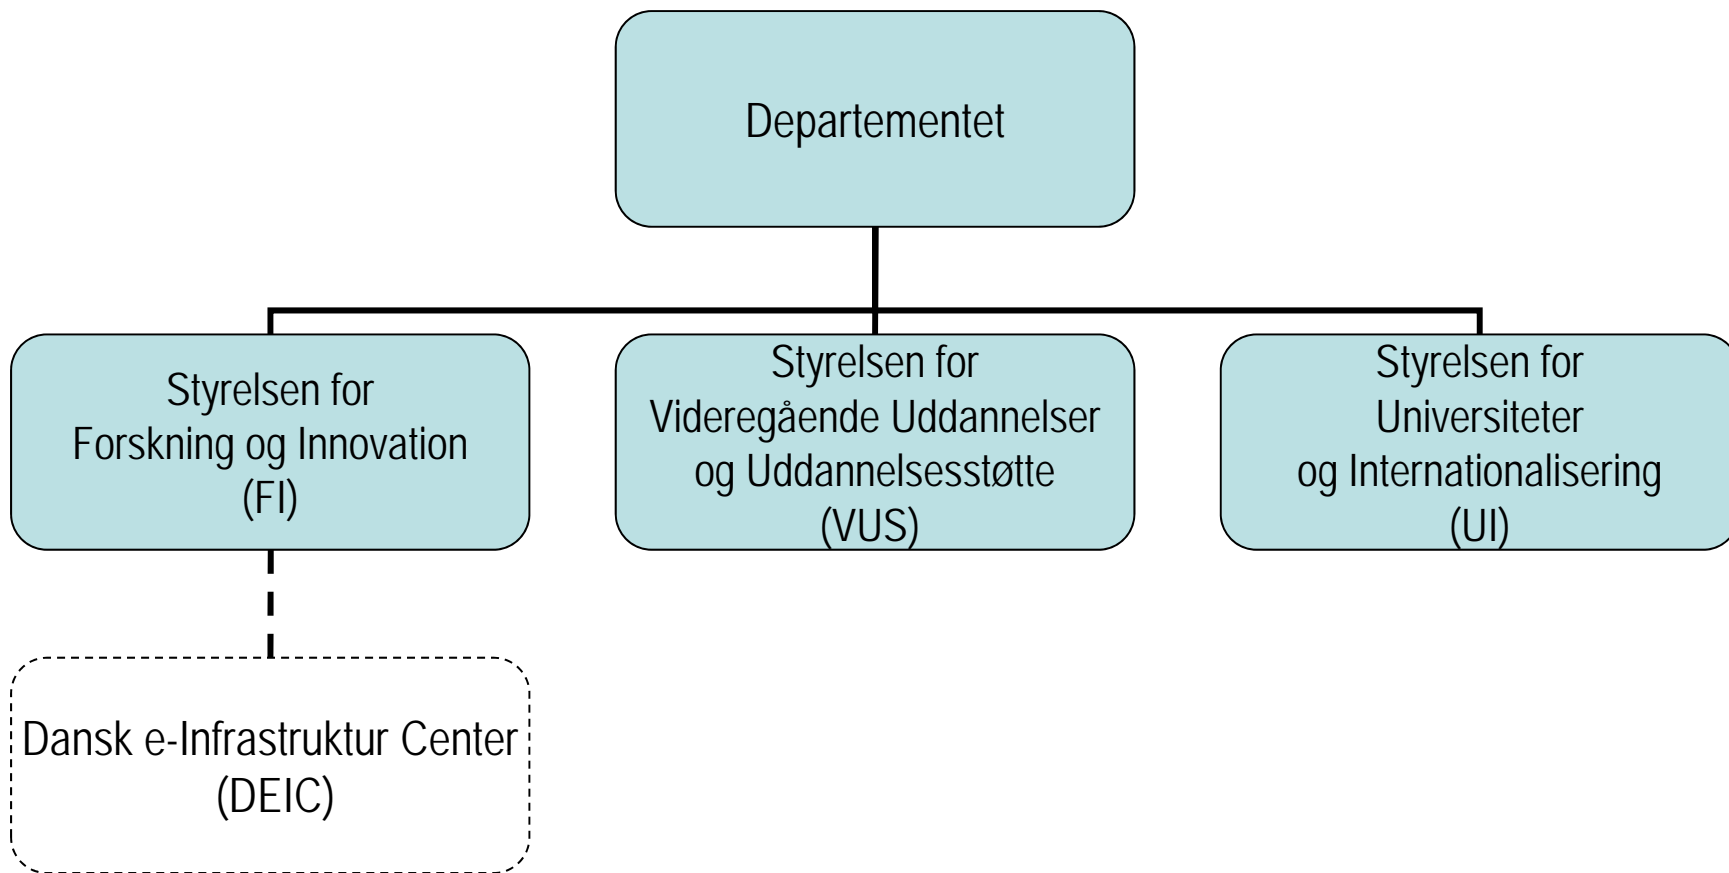 Departementet
Styrelsen for
Forskning og Innovation
(FI)
Styrelsen for
Videregående Uddannelser
og Uddannelsesstøtte
(VUS)
Styrelsen for
Universiteter
og Internationalisering
(UI)
Dansk e-Infrastruktur Center
(DEIC)